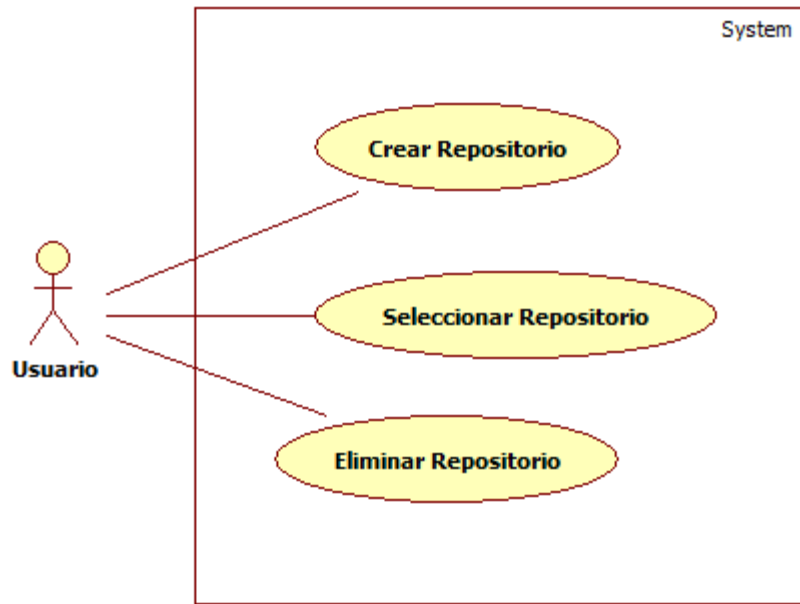 System
Crear Repositorio
Seleccionar Repositorio
Usuario
Eliminar Repositorio